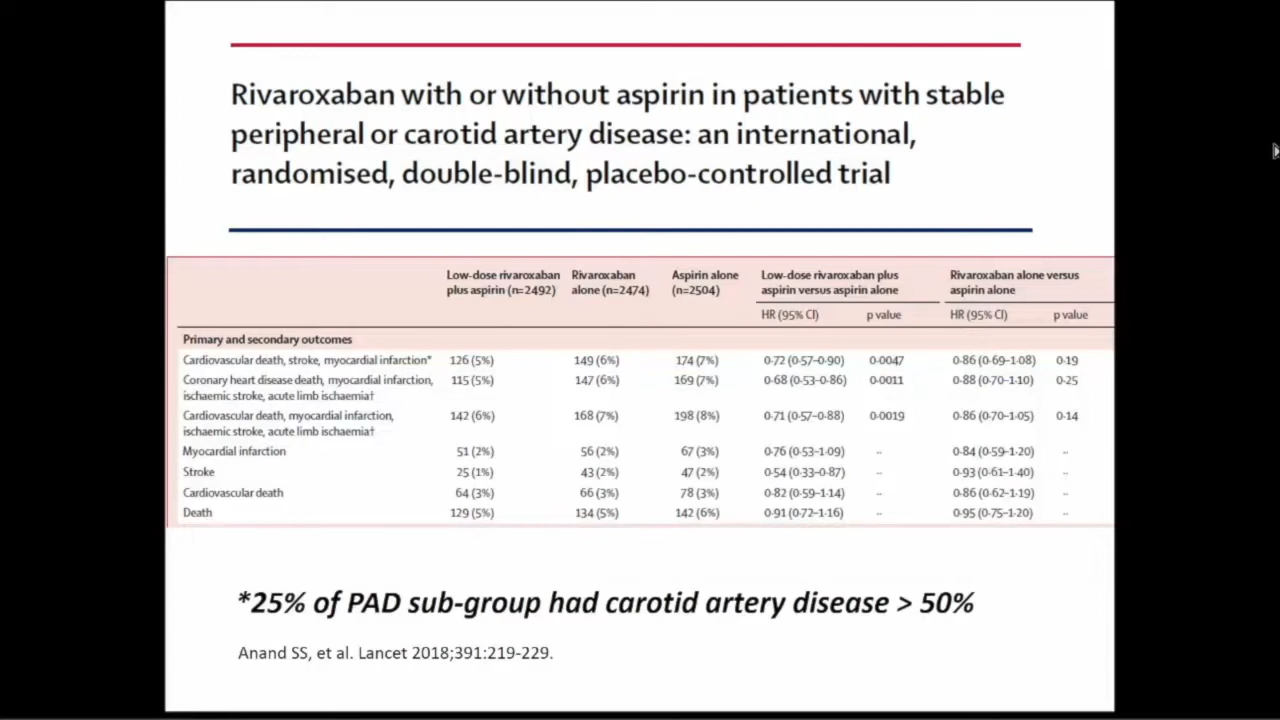 Rivaroxaban with or without aspirin in patients with stable
peripheral or carotid artery disease: an international,
randomised, double-blind, placebo-controlled trial
Low-dose rivaroxaban plus aspirin (n=2492) Rivaroxaban alone (n=2474) Aspirin alone (n=2504) Low-dose rivaroxaban plus aspirin versus aspirin alone Rivaroxaban alone versus aspirin alone
HR (95% CI) p value HR (95% CI) p value
Primary and secondary outcomes
Cardiovascular death, stroke, myocardial infarction* 126 (5%) 149 (6%) 174 (7%) 0·72 (0·57–0·90) 0·0047 0·86 (0·69–1·08) 0·19
Coronary heart disease death, myocardial infarction, 115 (5%) 147 (6%) 169 (7%) 0·68 (0·53–0·86) 0·0011 0·88 (0·70–1·10) 0·25
ischaemic stroke, acute limb ischaemia†
Cardiovascular death, myocardial infarction, 142 (6%) 168 (7%) 198 (8%) 0·71 (0·57–0·88) 0·0019 0·86 (0·70–1·05) 0·14
ischaemic stroke, acute limb ischaemia†
Myocardial infarction 51 (2%) 56 (2%) 67 (3%) 0·76 (0·53–1·09) ·· 0·84 (0·59–1·20) ··
Stroke 25 (1%) 43 (2%) 47 (2%) 0·54 (0·33–0·87) ·· 0·93 (0·61–1·40) ··
Cardiovascular death 64 (3%) 66 (3%) 78 (3%) 0·82 (0·59–1·14) ·· 0·86 (0·62–1·19) ··
Death 129 (5%) 134 (5%) 142 (6%) 0·91 (0·72–1·16) ·· 0·95 (0·75–1·20) ··
*25% of PAD sub-group had carotid artery disease > 50%
Anand SS, et al. Lancet 2018;391:219-229.